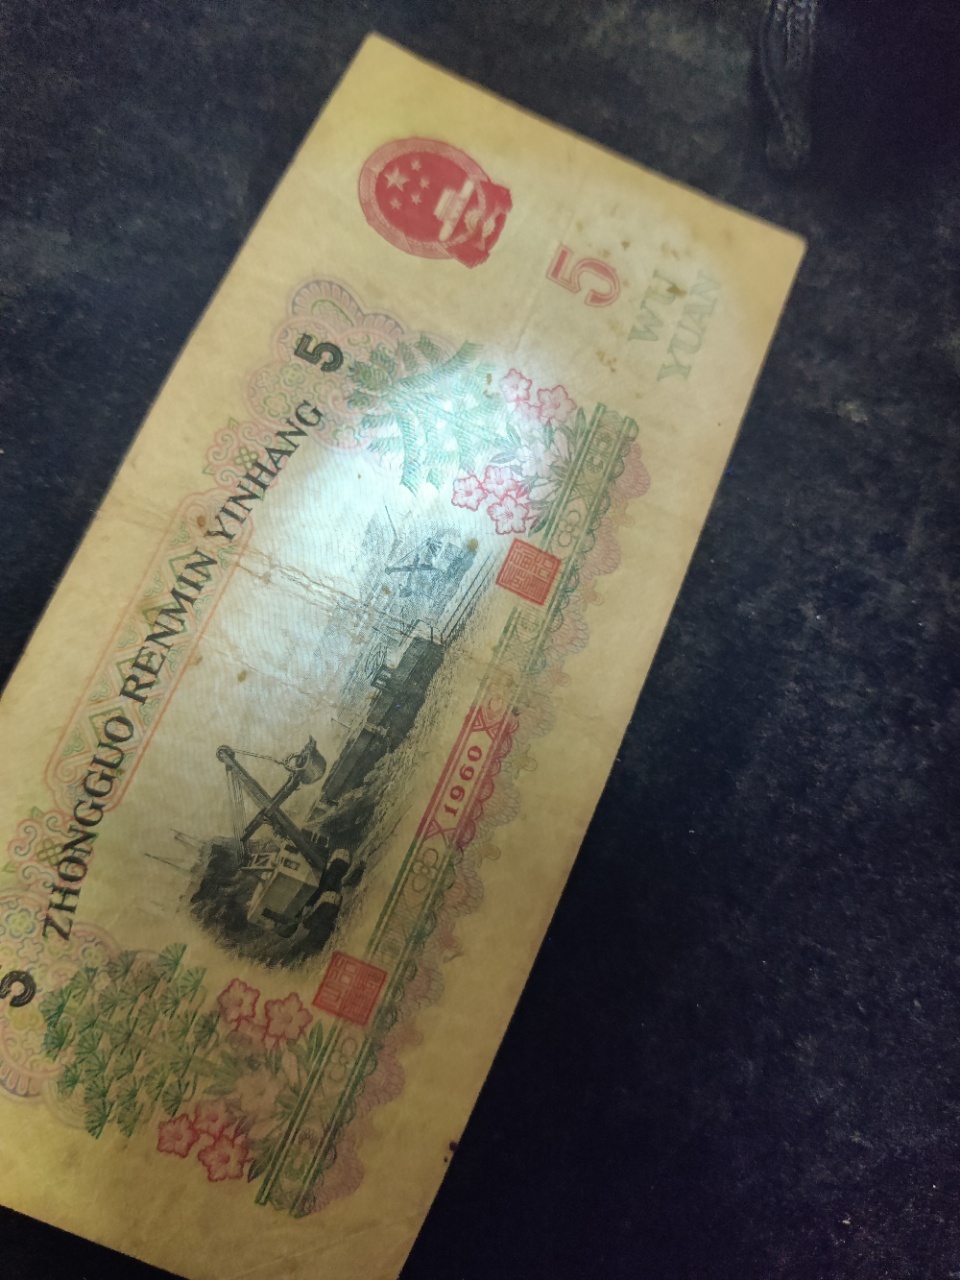 5
WU
YUAN
5 ZHONGGUO RENMIN YINHANG 5
1960